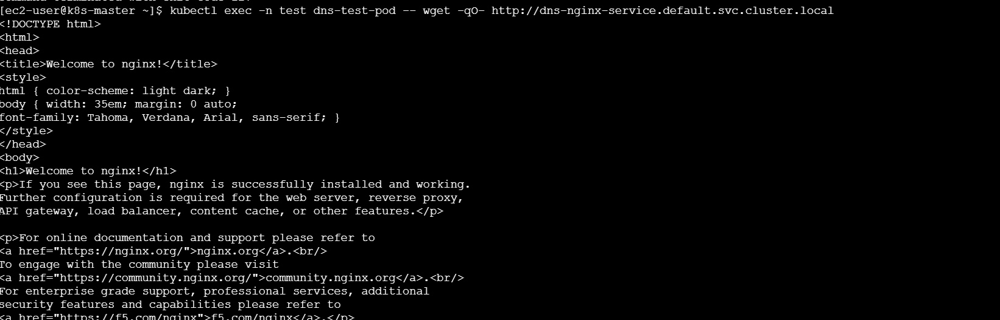 [ec2-user@k8s-master ~]$ kubectl exec -n test dns-test-pod -- wget -qO- http://dns-nginx-service.default.svc.cluster.local
<!DOCTYPE html>
<html>
<head>
<title>Welcome to nginx!</title>
<style>
html { color-scheme: light dark; }
body { width: 35em; margin: 0 auto;
font-family: Tahoma, Verdana, Arial, sans-serif; }
</style>
</head>
<body>
<h1>Welcome to nginx!</h1>
<p>If you see this page, nginx is successfully installed and working.
Further configuration is required for the web server, reverse proxy,
API gateway, load balancer, content cache, or other features.</p>
<p>For online documentation and support please refer to
<a href="https://nginx.org/">nginx.org</a>.<br/>
To engage with the community please visit
<a href="https://community.nginx.org/">community.nginx.org</a>.<br/>
For enterprise grade support, professional services, additional
security features and capabilities please refer to
<a href="https://f5.com/nginx">f5.com/nginx</a>.</p>